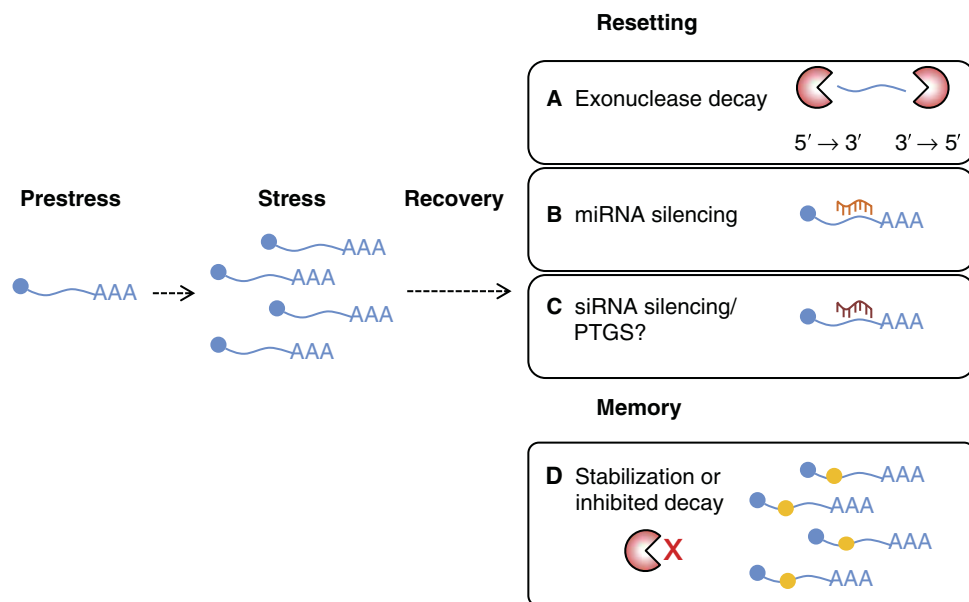 Resetting
A Exonuclease decay
5′ → 3′ 3′ → 5′
Prestress
Stress
Recovery
AAA
AAA
AAA
AAA
AAA
B miRNA silencing
AAA
C siRNA silencing/
PTGS?
AAA
Memory
D Stabilization or
inhibited decay
X
AAA
AAA
AAA
AAA